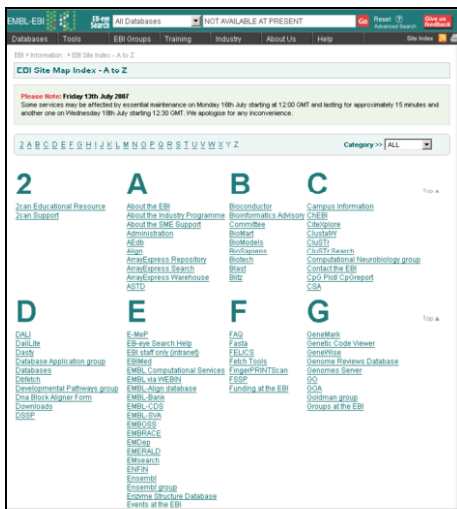 EMBL-EBI
EB-eye Search
All Databases
NOT AVAILABLE AT PRESENT
Go
Reset
Advanced Search
Give us feedback
Databases Tools EBI Groups Training Industry About Us Help Site Index
EBI > Information > EBI Site Index - A to Z
EBI Site Map Index - A to Z
Please Note: Friday 13th July 2007
Some services may be affected by essential maintenance on Monday 16th July starting at 12:00 GMT and lasting for approximately 15 minutes and
another one on Wednesday 18th July starting 12:30 GMT. We apologise for any inconvenience.
2 A B C D E F G H I J K L M N O P Q R S T U V W X Y Z
Category >> ALL
2
2can Educational Resource
2can Support
A
About the EBI
About the Industry Programme
About the SME Support
Administration
AEdb
Align
ArrayExpress Repository
ArrayExpress Search
ArrayExpress Warehouse
ASTD
B
Bioconductor
Bioinformatics Advisory
Committee
BioMart
BioModels
BioSapiens
Biotech
Blast
Blitz
C
Campus Information
ChEBI
CiteXplore
ClustalW
CluSTr
CluSTr Search
Computational Neurobiology group
Contact the EBI
CpG Plot/ CpGreport
CSA
Top
D
DALI
DaliLite
Dasty
Database Application group
Databases
Dbfetch
Developmental Pathways group
Dna Block Aligner Form
Downloads
DSSP
E
E-MeP
EB-eye Search Help
EBI staff only (Intranet)
EBIMed
EMBL Computational Services
EMBL via WEBIN
EMBL-Align database
EMBL-Bank
EMBL-CDS
EMBL-SVA
EMBOSS
EMBRACE
EMDep
EMERALD
EMsearch
ENFIN
Ensembl
Ensembl group
Enzyme Structure Database
Events at the EBI
F
FAQ
Fasta
FELICS
Fetch Tools
FingerPRINTScan
FSSP
Funding at the EBI
G
GeneMark
Genetic Code Viewer
GeneWise
Genome Reviews Database
Genomes Server
GO
GOA
Goldman group
Groups at the EBI
Top